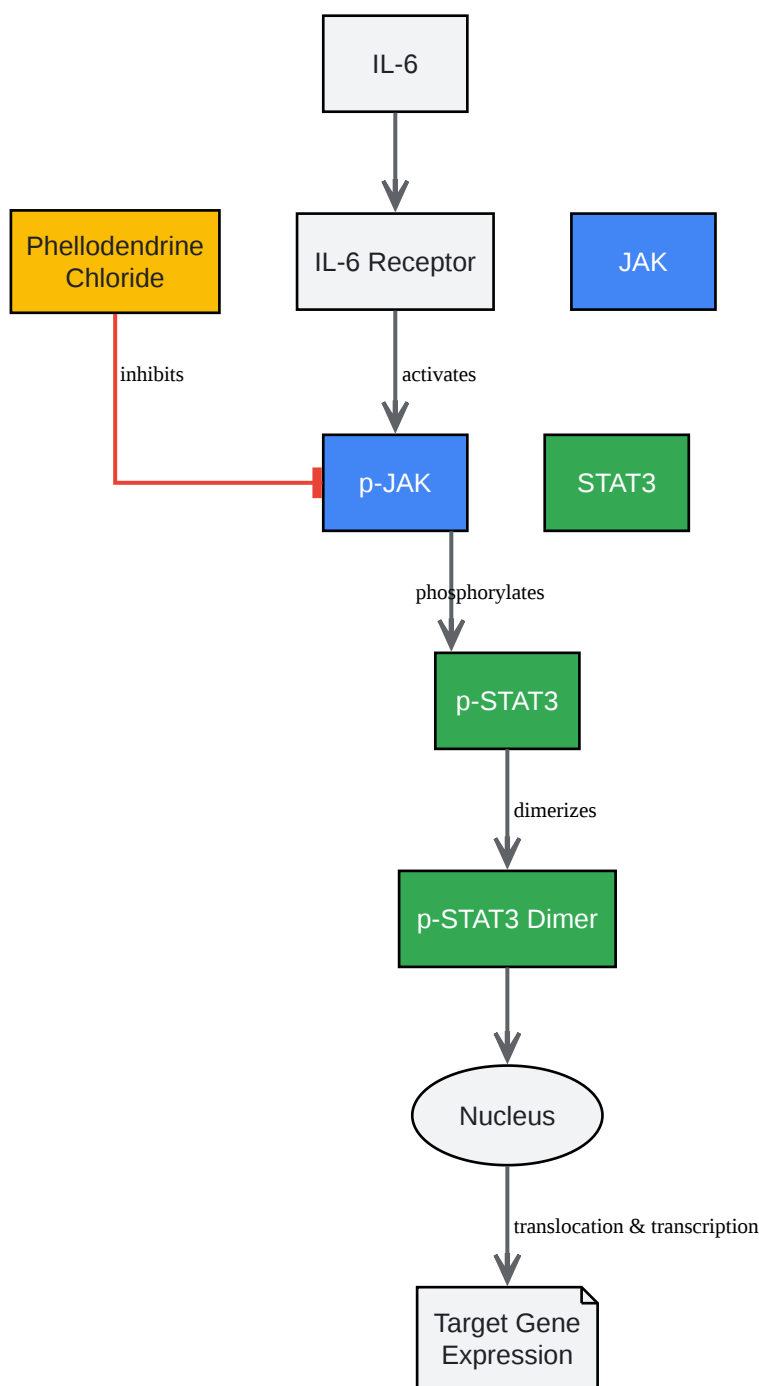 IL-6
Phellodendrine
Chloride
IL-6 Receptor
JAK
inhibits
activates
p-JAK
STAT3
phosphorylates
p-STAT3
dimerizes
p-STAT3 Dimer
Nucleus
translocation & transcription
Target Gene
Expression